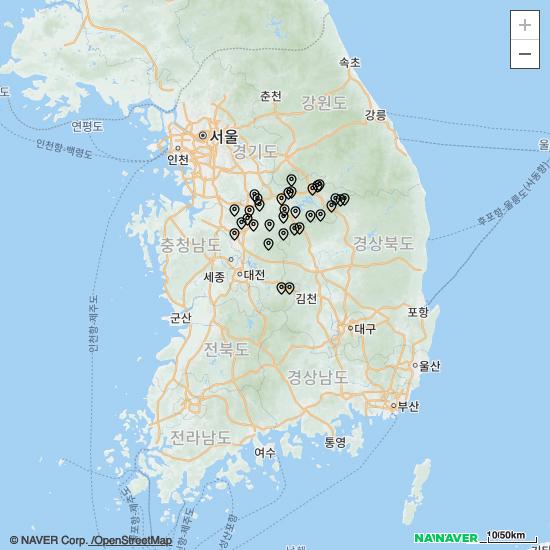 속초
춘천
강원도
연평도
강릉
인천항-백령도
서울
인천
경기도
후포항-울릉도(사동항)
충청남도
경상북도
세종
대전
김천
인천항-제주도
군산
포항
전북도
대구
경상남도
울산
부산
전라남도
통영
여수
성산포항
© NAVER Corp. /OpenStreetMap
NAVER
10/50km